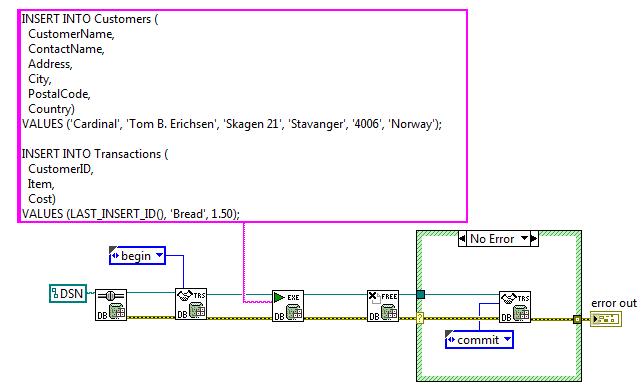 INSERT INTO Customers (
CustomerName,
ContactName,
Address,
City,
PostalCode,
Country)
VALUES ('Cardinal', 'Tom B. Erichsen', 'Skagen 21', 'Stavanger', '4006', 'Norway');
INSERT INTO Transactions (
CustomerID,
Item,
Cost)
VALUES (LAST_INSERT_ID(), 'Bread', 1.50);
No Error
begin
DSN
DB
TRS
DB
EXE
DB
FREE
DB
TRS
DB
?
error out
commit